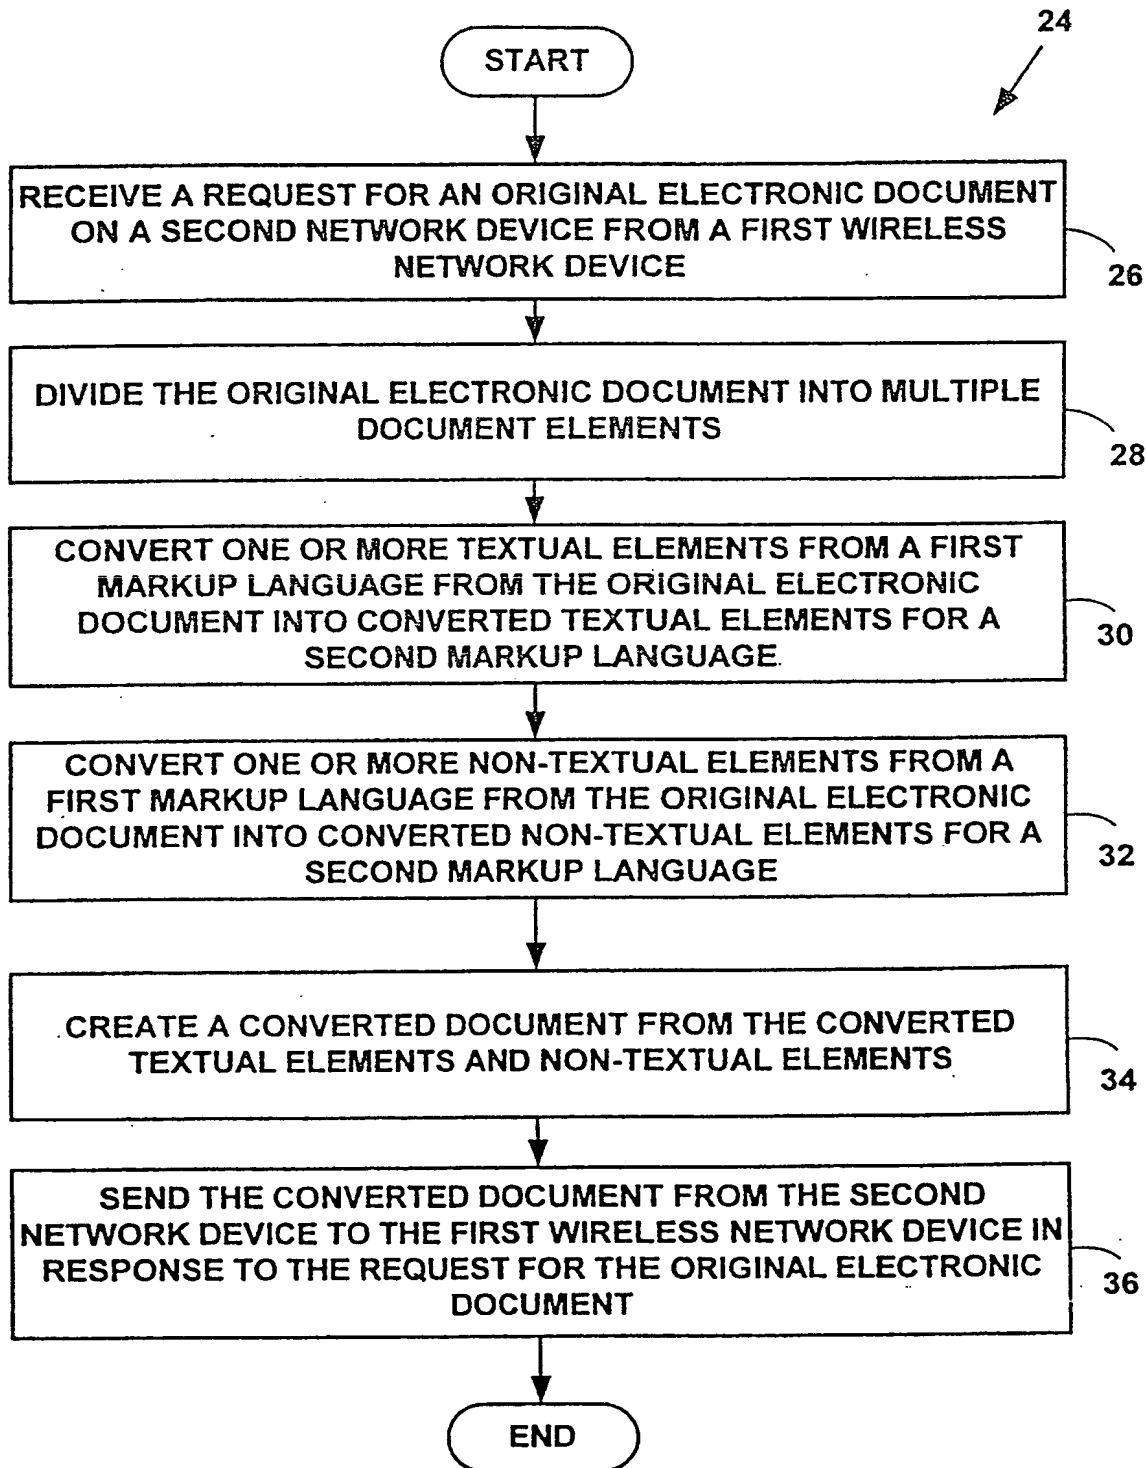 24
START
RECEIVE A REQUEST FOR AN ORIGINAL ELECTRONIC DOCUMENT
ON A SECOND NETWORK DEVICE FROM A FIRST WIRELESS
NETWORK DEVICE
26
DIVIDE THE ORIGINAL ELECTRONIC DOCUMENT INTO MULTIPLE
DOCUMENT ELEMENTS
28
CONVERT ONE OR MORE TEXTUAL ELEMENTS FROM A FIRST
MARKUP LANGUAGE FROM THE ORIGINAL ELECTRONIC
DOCUMENT INTO CONVERTED TEXTUAL ELEMENTS FOR A
SECOND MARKUP LANGUAGE.
30
CONVERT ONE OR MORE NON-TEXTUAL ELEMENTS FROM A
FIRST MARKUP LANGUAGE FROM THE ORIGINAL ELECTRONIC
DOCUMENT INTO CONVERTED NON-TEXTUAL ELEMENTS FOR A
SECOND MARKUP LANGUAGE
32
CREATE A CONVERTED DOCUMENT FROM THE CONVERTED
TEXTUAL ELEMENTS AND NON-TEXTUAL ELEMENTS
34
SEND THE CONVERTED DOCUMENT FROM THE SECOND
NETWORK DEVICE TO THE FIRST WIRELESS NETWORK DEVICE IN
RESPONSE TO THE REQUEST FOR THE ORIGINAL ELECTRONIC
DOCUMENT
36
END